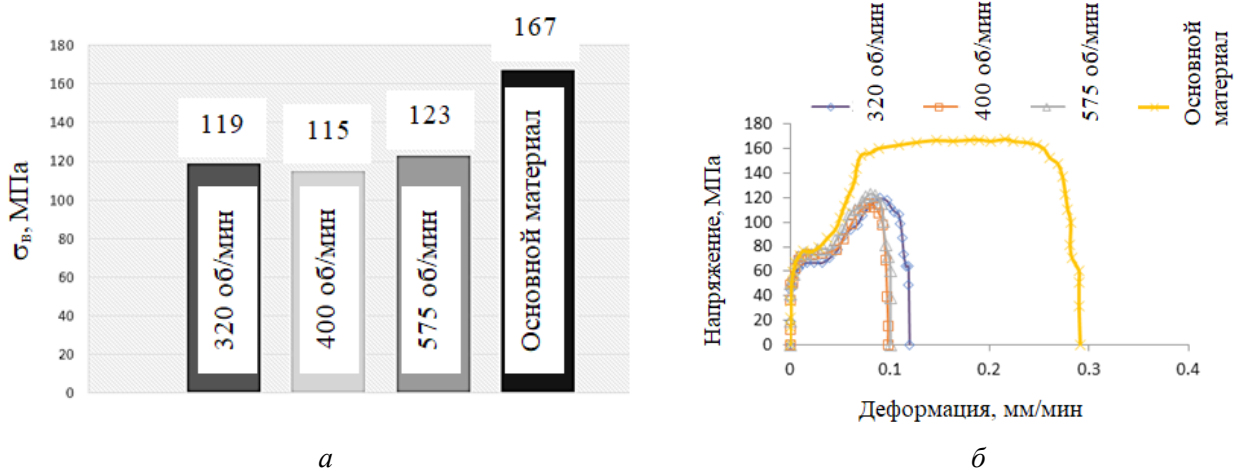 167
180
160
140
120
100
80
60
40
20
0
σв, МПа
119
115
123
320 об/мин
400 об/мин
575 об/мин
Основной материал
а
320 об/мин
400 об/мин
575 об/мин
Основной
материал
180
160
140
120
100
80
60
40
20
0
Напряжение, МПа
0
0.1
0.2
0.3
0.4
Деформация, мм/мин
б